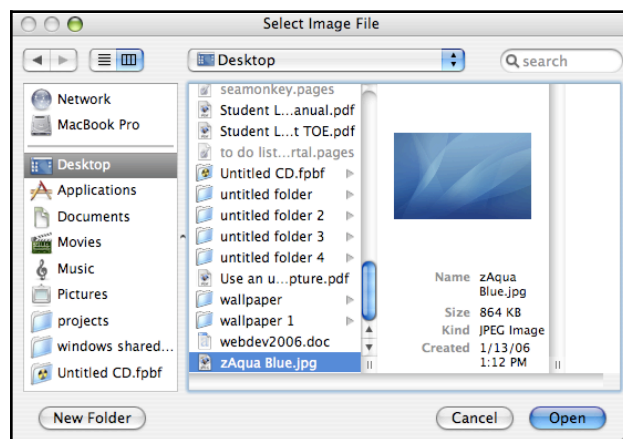 Select Image File
Desktop
search
Network
MacBook Pro
Desktop
Applications
Documents
Movies
Music
Pictures
projects
windows shared...
Untitled CD.fpbf
seamonkey.pages
Student L...anual.pdf
Student L...t TOE.pdf
to do list...rtal.pages
Untitled CD.fpbf
untitled folder
untitled folder 2
untitled folder 3
untitled folder 4
Use an u...pture.pdf
wallpaper
wallpaper 1
webdev2006.doc
zAqua Blue.jpg
Name zAqua
Blue.jpg
Size 864 KB
Kind JPEG Image
Created 1/13/06
1:12 PM
New Folder
Cancel
Open